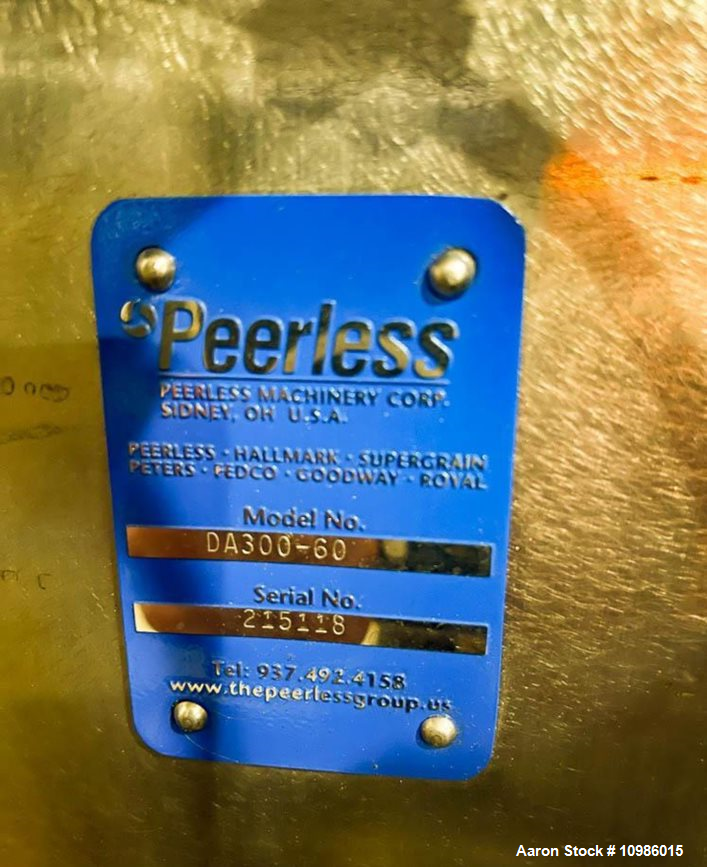 Peerless
PEERLESS MACHINERY CORP.
SIDNEY, OH U.S.A.
PEERLESS · HALLMARK · SUPERGRAIN
PETERS · FEDCO · GOODWAY · ROYAL
Model No.
DA300-60
Serial No.
215118
Tel: 937.492.4158
www.thepeerlessgroup.us
Aaron Stock # 10986015